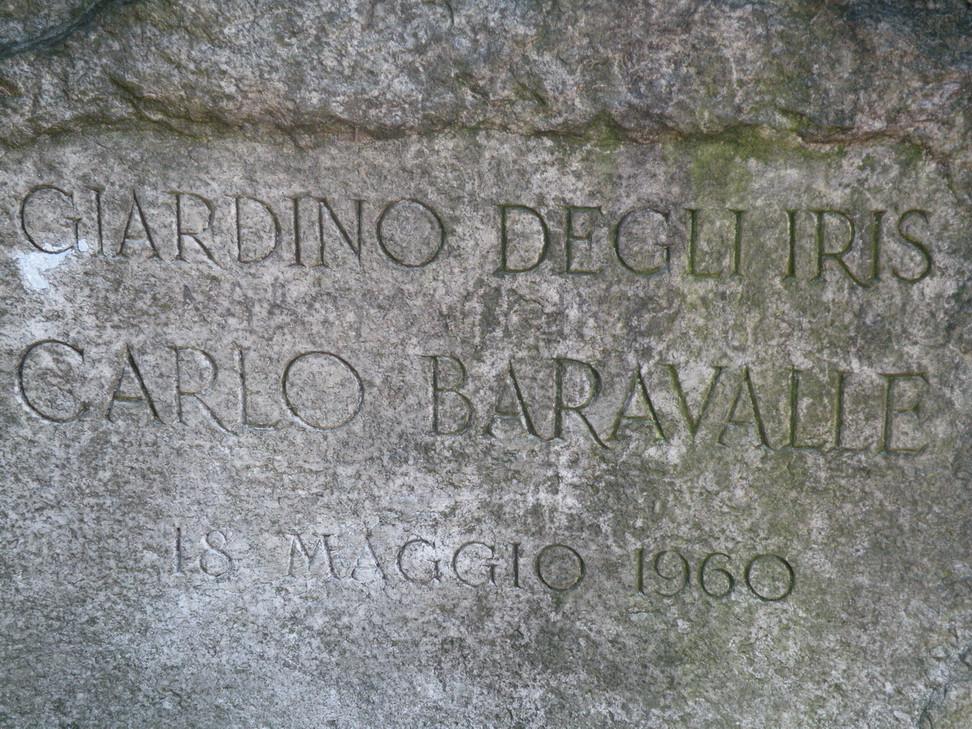 GIARDINO DEGLI IRIS
CARLO BARAVALLE
18 MAGGIO 1960